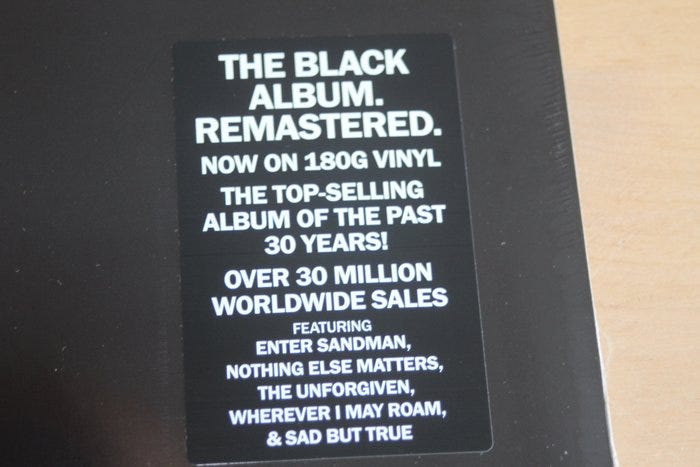 THE BLACK
ALBUM.
REMASTERED.
NOW ON 180G VINYL
THE TOP-SELLING
ALBUM OF THE PAST
30 YEARS!
OVER 30 MILLION
WORLDWIDE SALES
FEATURING
ENTER SANDMAN,
NOTHING ELSE MATTERS,
THE UNFORGIVEN,
WHEREVER I MAY ROAM,
& SAD BUT TRUE